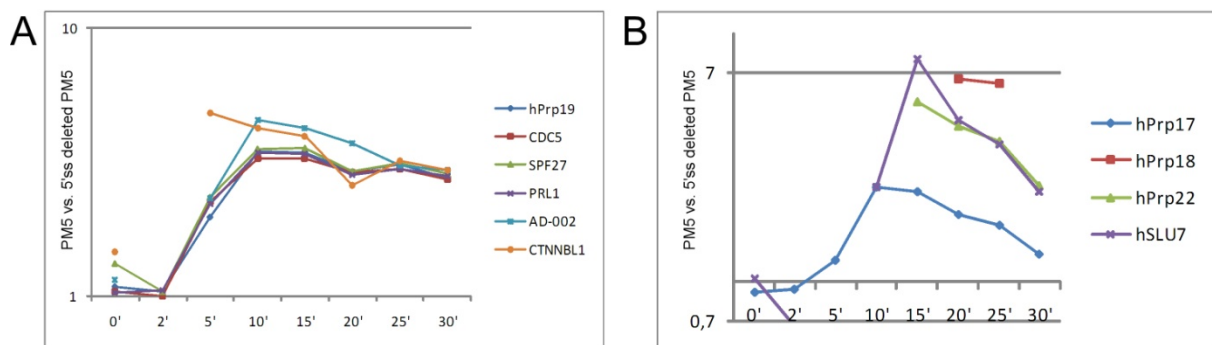 A
10
PM5 vs. 5'ss deleted PM5
1
0' 2' 5' 10' 15' 20' 25' 30'
hPrp19
CDC5
SPF27
PRL1
AD-002
CTNNBL1
B
7
PM5 vs. 5'ss deleted PM5
0,7
0' 2' 5' 10' 15' 20' 25' 30'
hPrp17
hPrp18
hPrp22
hSLU7